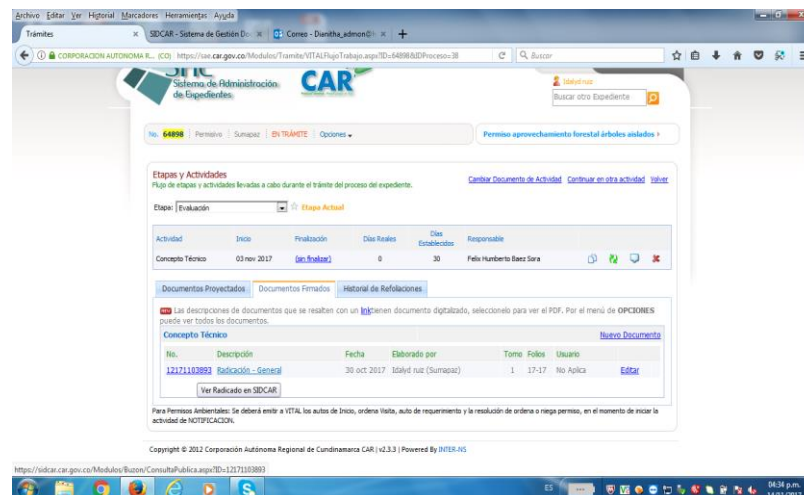 Archivo Editar Ver Historial Marcadores Herramientas Ayuda
Trámites × SIDCAR - Sistema de Gestión Do × Correo - Dianitha_admon@ × +
CORPORACION AUTONOMA R... (CO) https://sae.car.gov.co/Modulos/Tramite/VITALFlujoTrabajo.aspx?ID=64898&IDProceso=38 Buscar
Sistema de Administración
de Expedientes
CAR
Idalyd ruiz
Buscar otro Expediente
No. 64898 Permisivo Sumapaz EN TRÁMITE Opciones Permiso aprovechamiento forestal árboles aislados
Etapas y Actividades
Flujo de etapas y actividades llevadas a cabo durante el trámite del proceso del expediente.
Cambiar Documento de Actividad Continuar en otra actividad Volver
Etapa: Evaluación Etapa Actual
Actividad Inicio Finalización Días Reales Días Establecidos Responsable
Concepto Técnico 03 nov 2017 (sin finalizar) 0 30 Felix Humberto Baez Sora
Documentos Proyectados Documentos Firmados Historial de Refolaciones
Las descripciones de documentos que se resalten con un link tienen documento digitalizado, seleccionelo para ver el PDF. Por el menú de OPCIONES
puede ver todos los documentos.
Concepto Técnico Nuevo Documento
No. Descripción Fecha Elaborado por Tomo Folios Usuario
12171103893 Radicación - General 30 oct 2017 Idalyd ruiz (Sumapaz) 1 17-17 No Aplica Editar
Ver Radicado en SIDCAR
Para Permisos Ambientales: Se deberá emitir a VITAL los autos de Inicio, ordena Visita, auto de requerimiento y la resolución de ordena o niega permiso, en el momento de iniciar la
actividad de NOTIFICACION.
Copyright © 2012 Corporación Autónoma Regional de Cundinamarca CAR | v2.3.3 | Powered By INTER-NS
https://sidcar.car.gov.co/Modulos/Buzon/ConsultaPublica.aspx?ID=12171103893
ES 04:34 p.m.